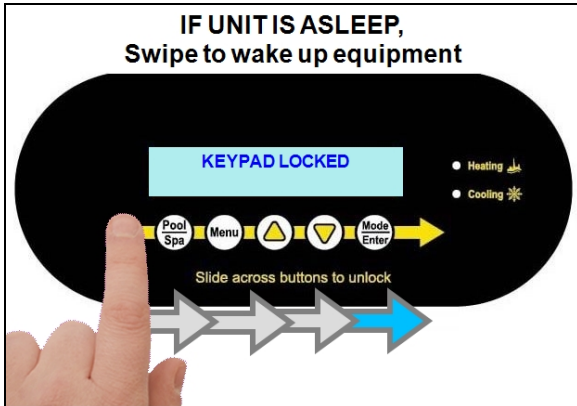 IF UNIT IS ASLEEP,
Swipe to wake up equipment
KEYPAD LOCKED
Heating
Cooling
Pool
Spa
Menu
Mode
Enter
Slide across buttons to unlock